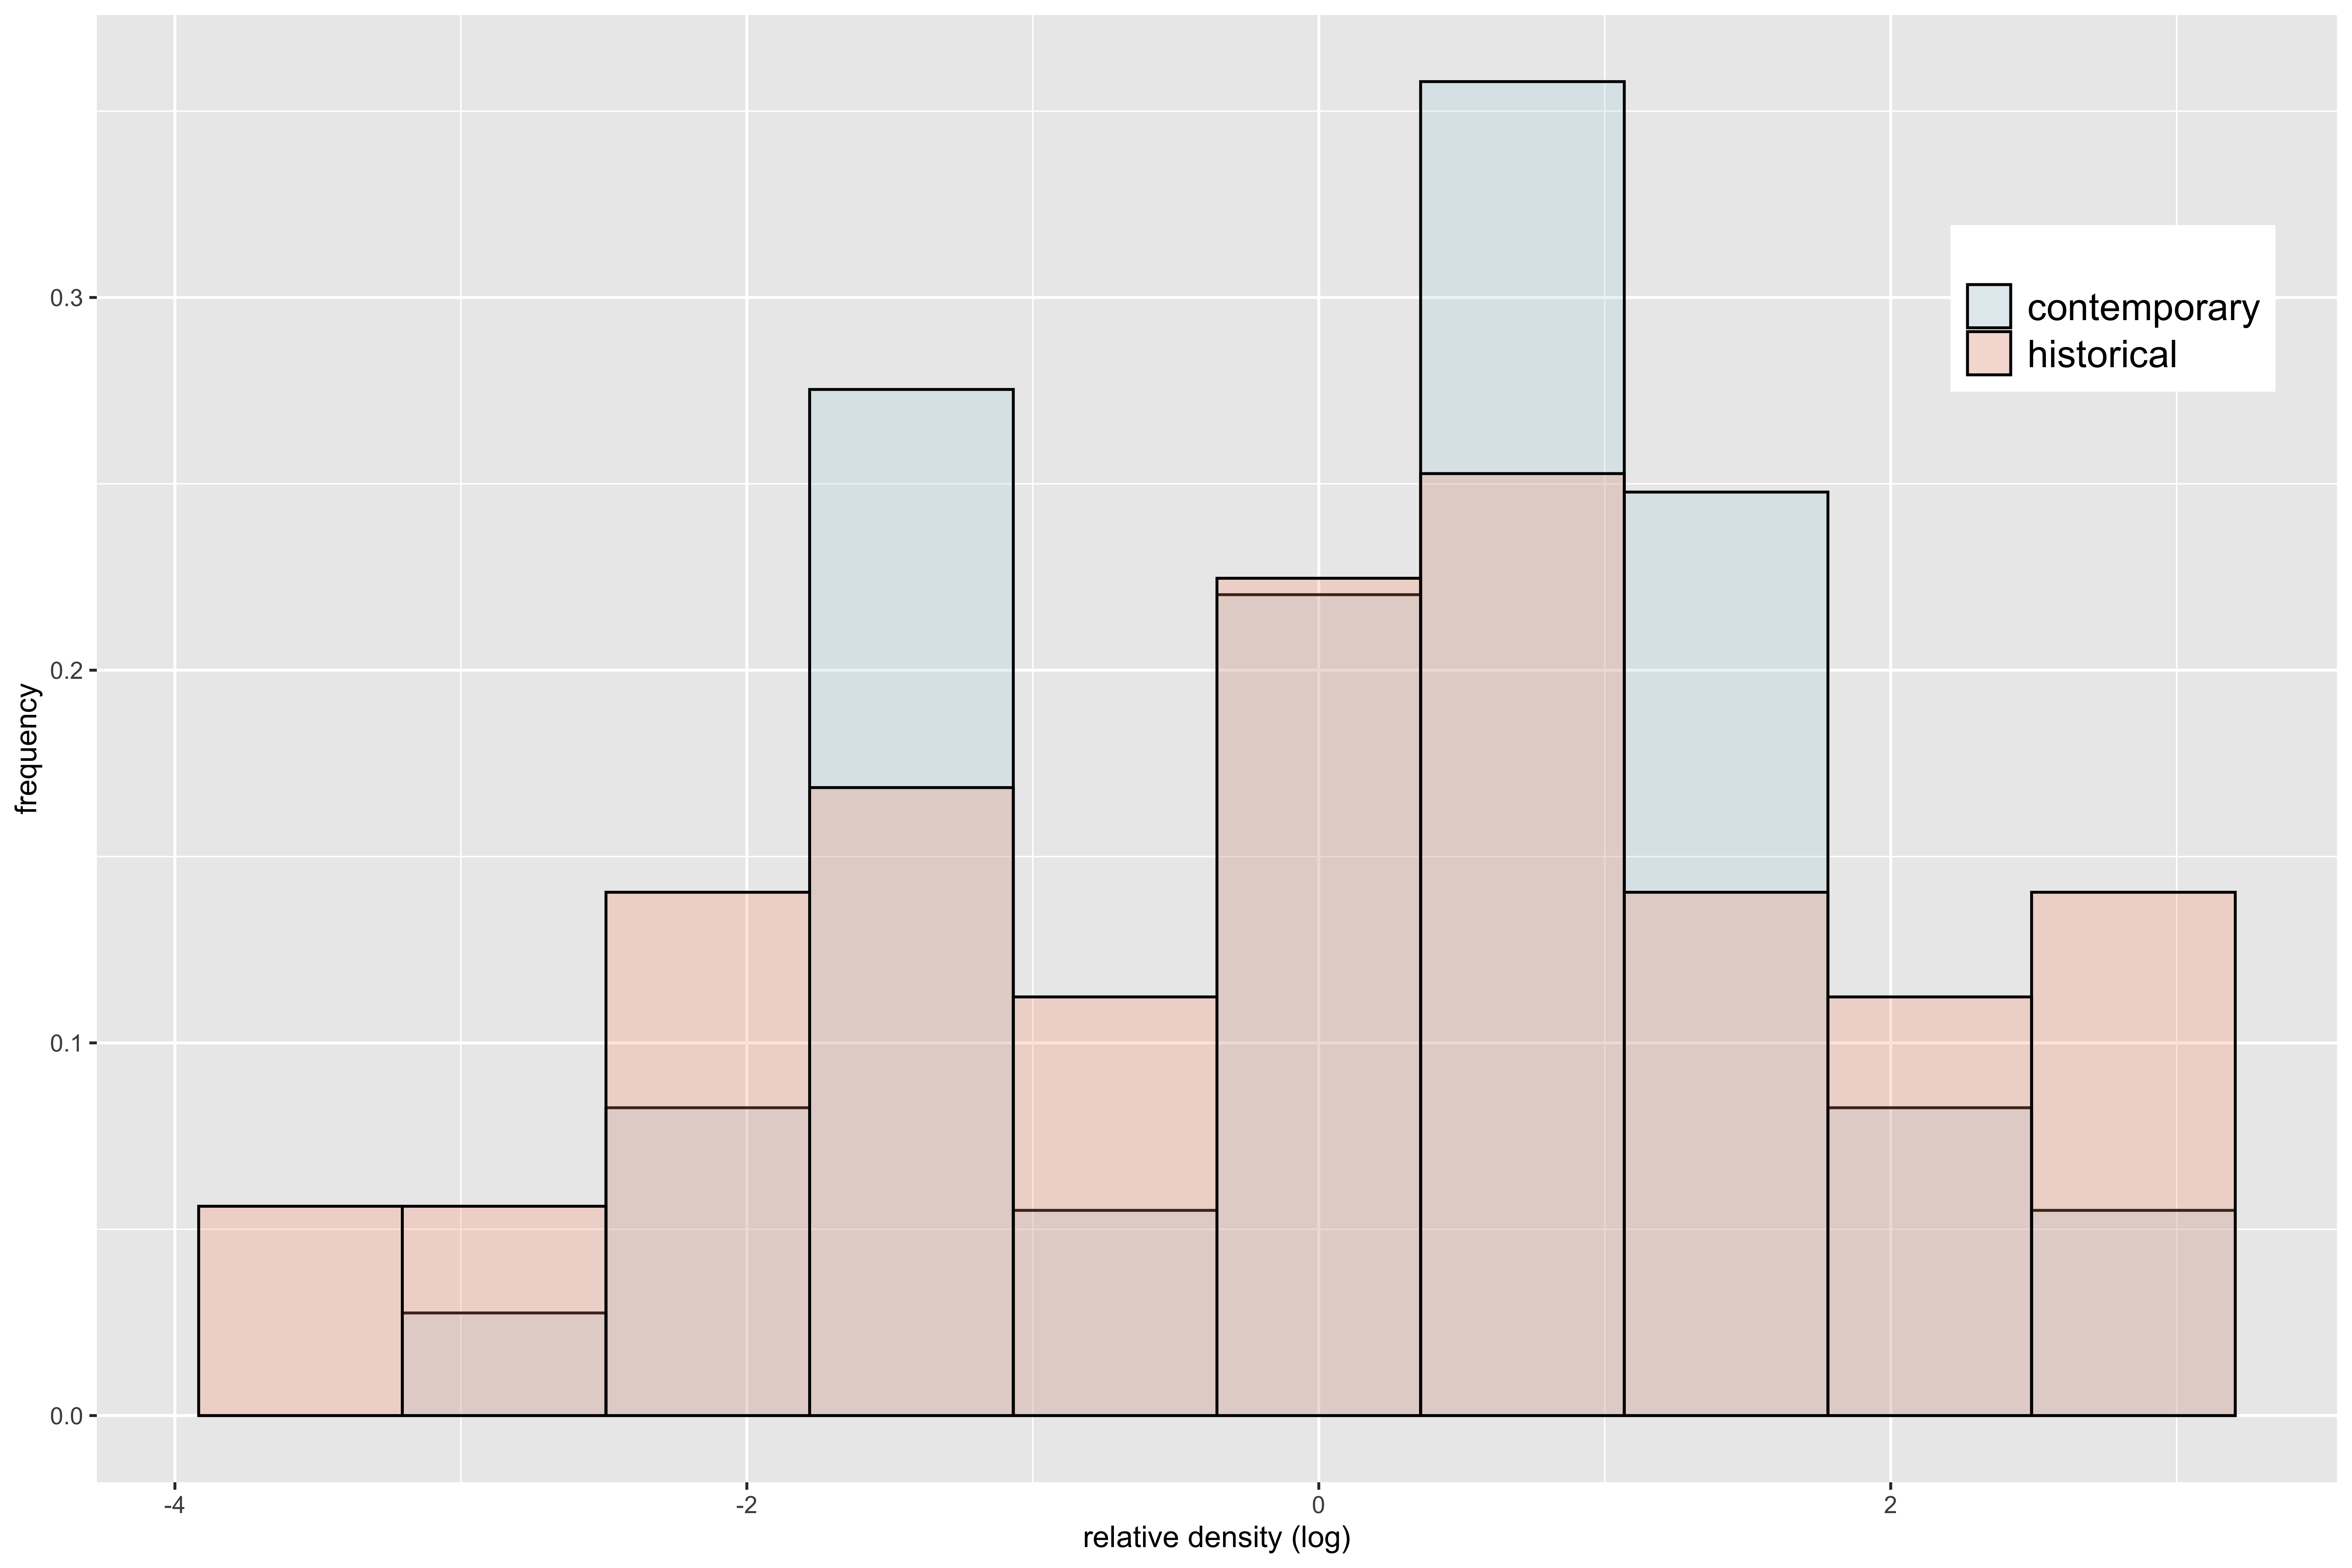 0.3
0.2
0.1
0.0
frequency
contemporary
historical
-4
-2
0
2
relative density (log)